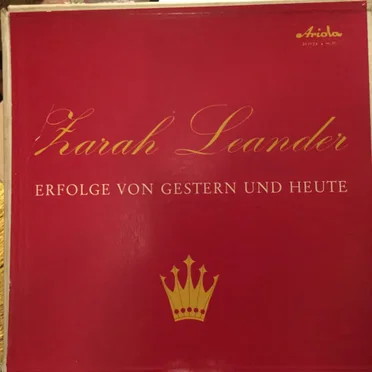 Ariola
Zarah Leander
ERFOLGE VON GESTERN UND HEUTE